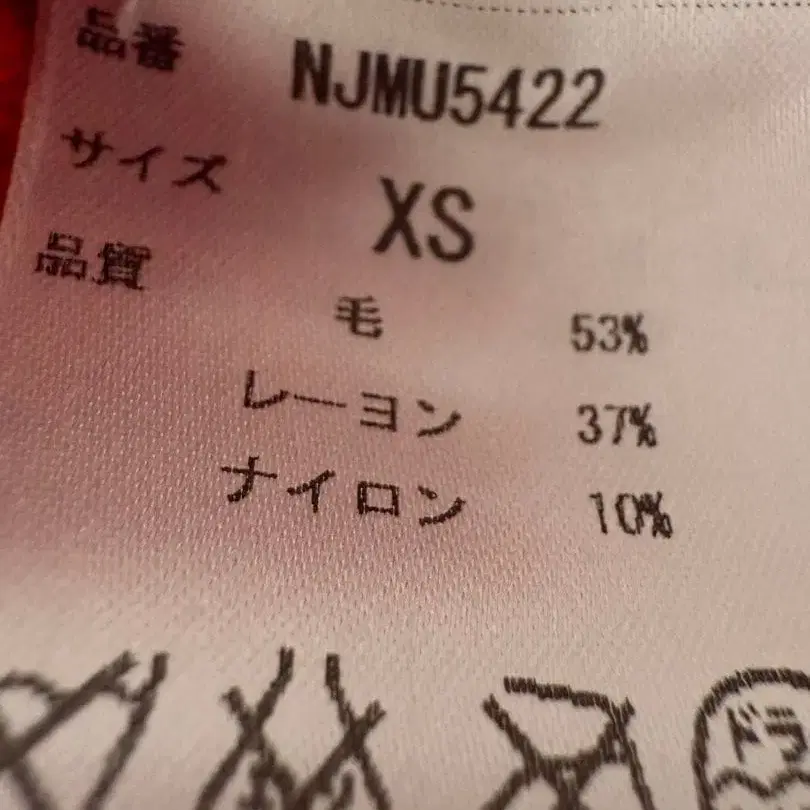 品番 NJMU5422
サイズ XS
品質
毛 53%
レーヨン 37%
ナイロン 10%
ドラ